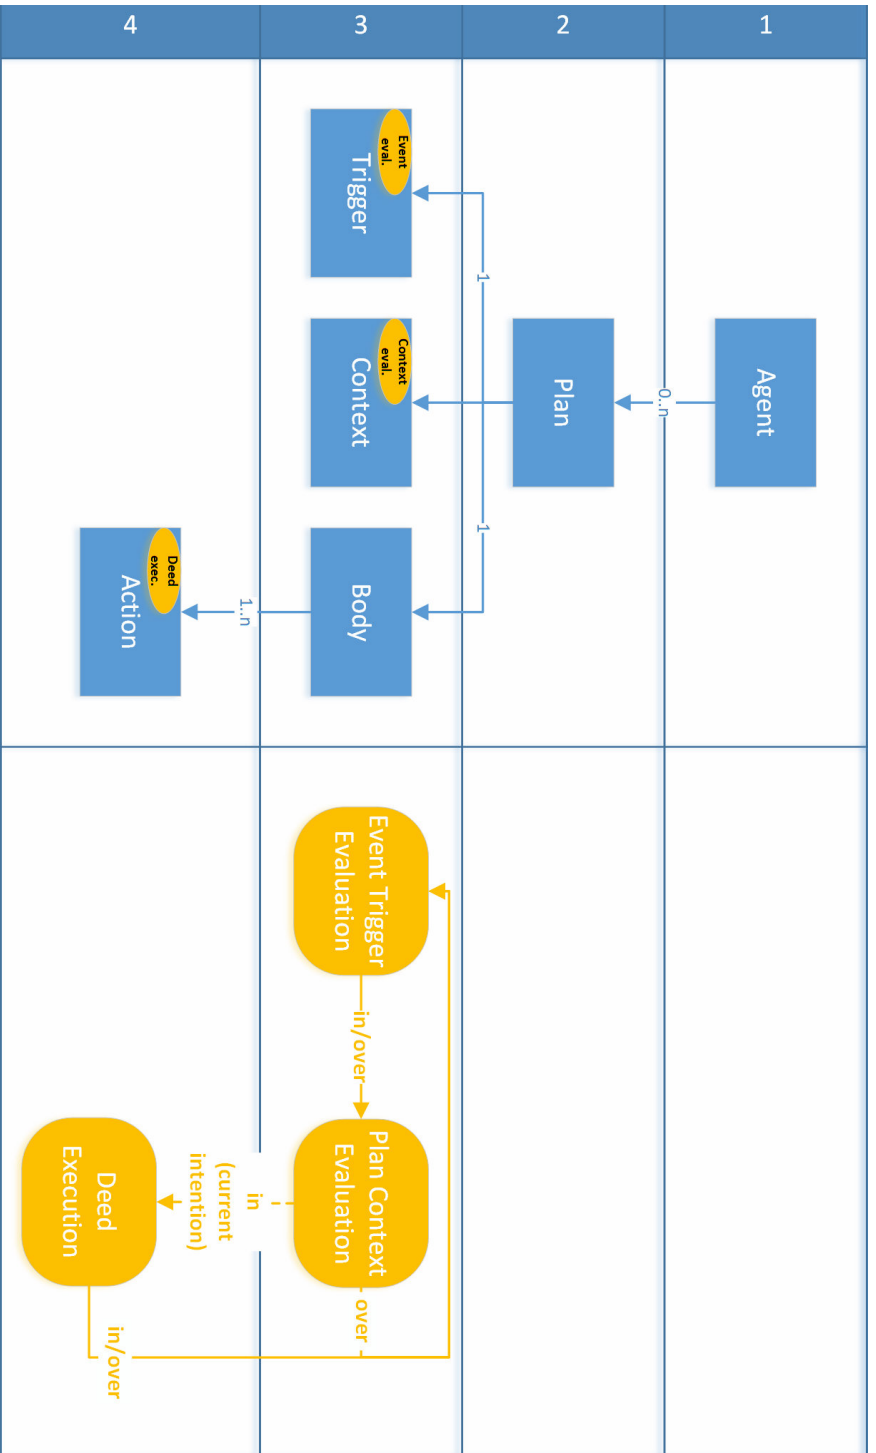 1
Agent
0..n
2
Plan
1
1
3
Event
eval.
Trigger
Context
eval.
Context
Body
1..n
4
Deed
exec.
Action
Event Trigger
Evaluation
in/over
Plan Context
Evaluation
over
in
(current
intention)
Deed
Execution
in/over